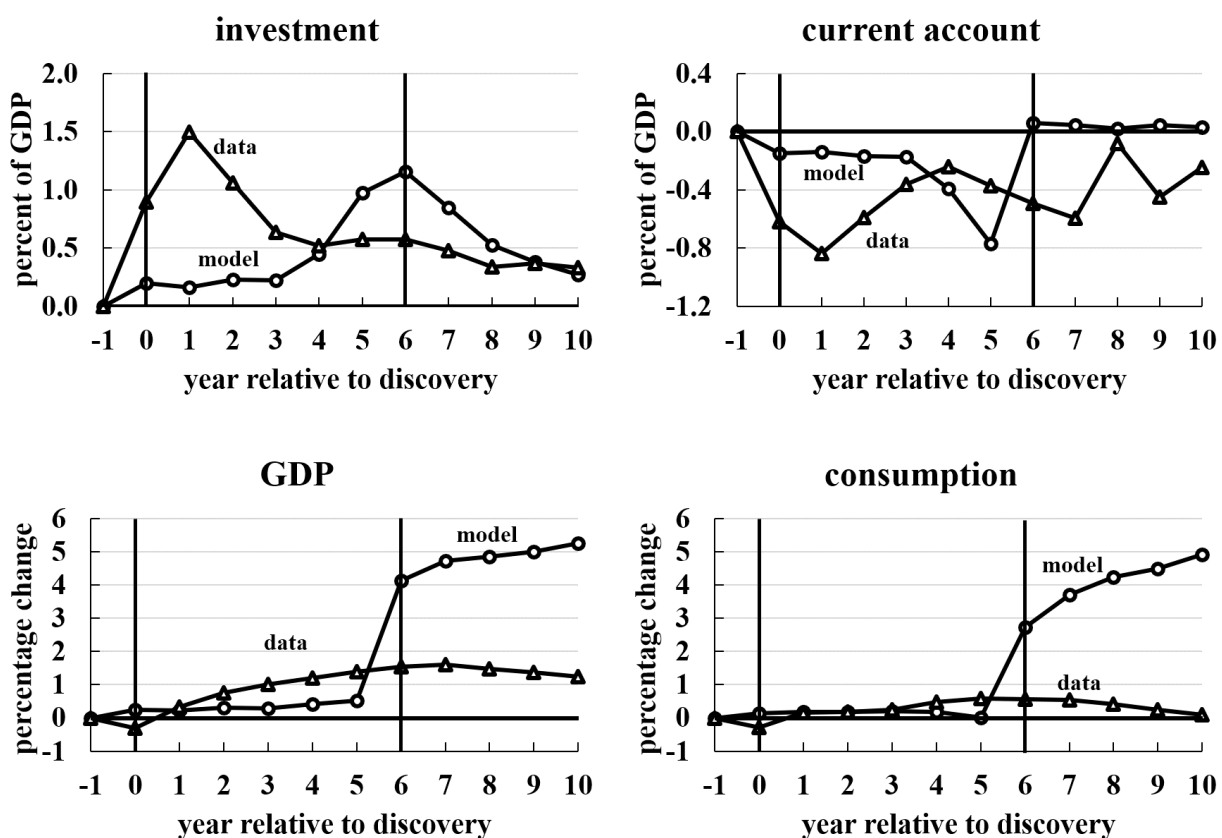 investment
percent of GDP
2.0
1.5
1.0
0.5
0.0
data
model
-1 0 1 2 3 4 5 6 7 8 9 10
year relative to discovery
current account
percent of GDP
0.4
0.0
-0.4
-0.8
-1.2
model
data
-1 0 1 2 3 4 5 6 7 8 9 10
year relative to discovery
GDP
percentage change
6
5
4
3
2
1
0
-1
model
data
-1 0 1 2 3 4 5 6 7 8 9 10
year relative to discovery
consumption
percentage change
6
5
4
3
2
1
0
-1
model
data
-1 0 1 2 3 4 5 6 7 8 9 10
year relative to discovery